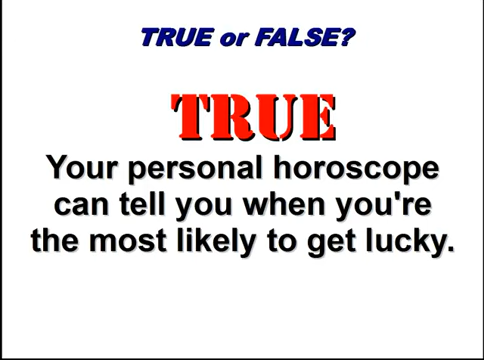 TRUE or FALSE?
TRUE
Your personal horoscope
can tell you when you're
the most likely to get lucky.